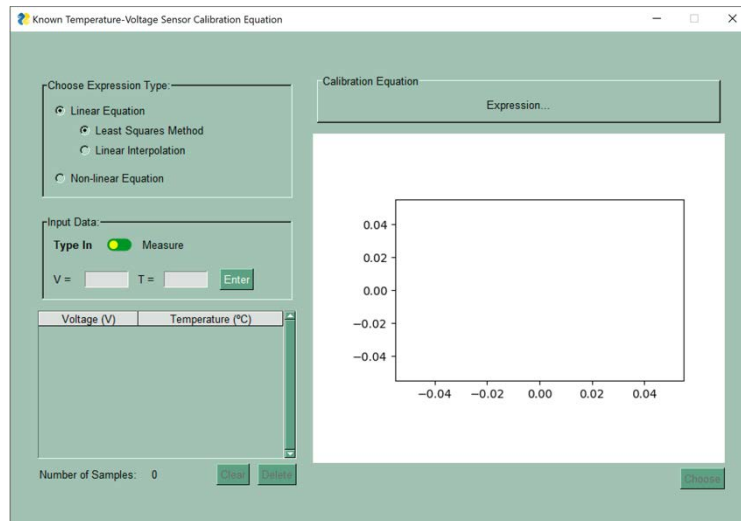 Known Temperature-Voltage Sensor Calibration Equation
Choose Expression Type:
Linear Equation
Least Squares Method
Linear Interpolation
Non-linear Equation
Input Data:
Type In Measure
V = T = Enter
Voltage (V) Temperature (ºC)
Number of Samples: 0 Clear Delete
Calibration Equation
Expression...
0.04
0.02
0.00
−0.02
−0.04
−0.04 −0.02 0.00 0.02 0.04
Choose